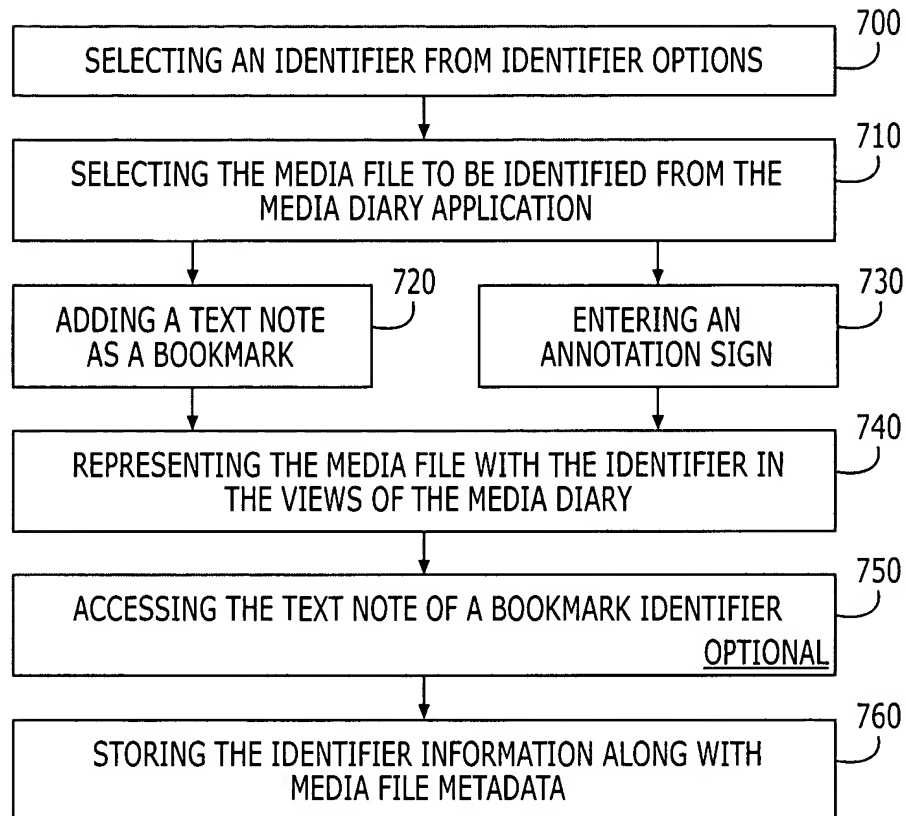 700
SELECTING AN IDENTIFIER FROM IDENTIFIER OPTIONS
710
SELECTING THE MEDIA FILE TO BE IDENTIFIED FROM THE
MEDIA DIARY APPLICATION
720
ADDING A TEXT NOTE
AS A BOOKMARK
730
ENTERING AN
ANNOTATION SIGN
740
REPRESENTING THE MEDIA FILE WITH THE IDENTIFIER IN
THE VIEWS OF THE MEDIA DIARY
750
ACCESSING THE TEXT NOTE OF A BOOKMARK IDENTIFIER
OPTIONAL
760
STORING THE IDENTIFIER INFORMATION ALONG WITH
MEDIA FILE METADADA